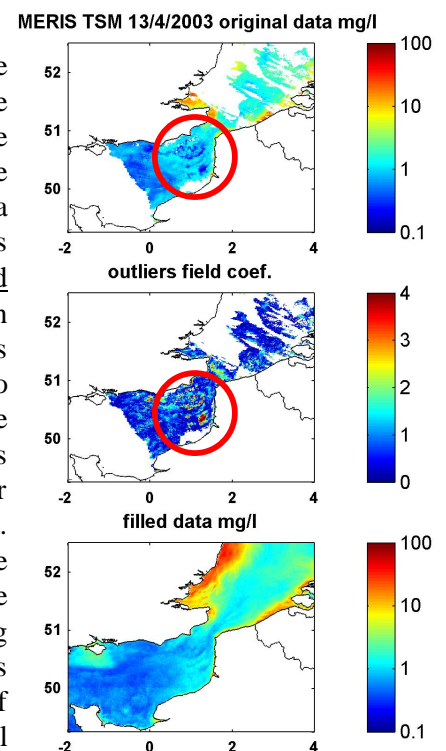 e
e
e
e
a
s
d
n
s
o
e
s
r
.
e
e
g
s
f
l
MERIS TSM 13/4/2003 original data mg/l
52
51
50
-2 0 2 4
100
10
1
0.1
outliers field coef.
52
51
50
-2 0 2 4
4
3
2
1
0
filled data mg/l
52
51
50
-2 0 2 4
100
10
1
0.1